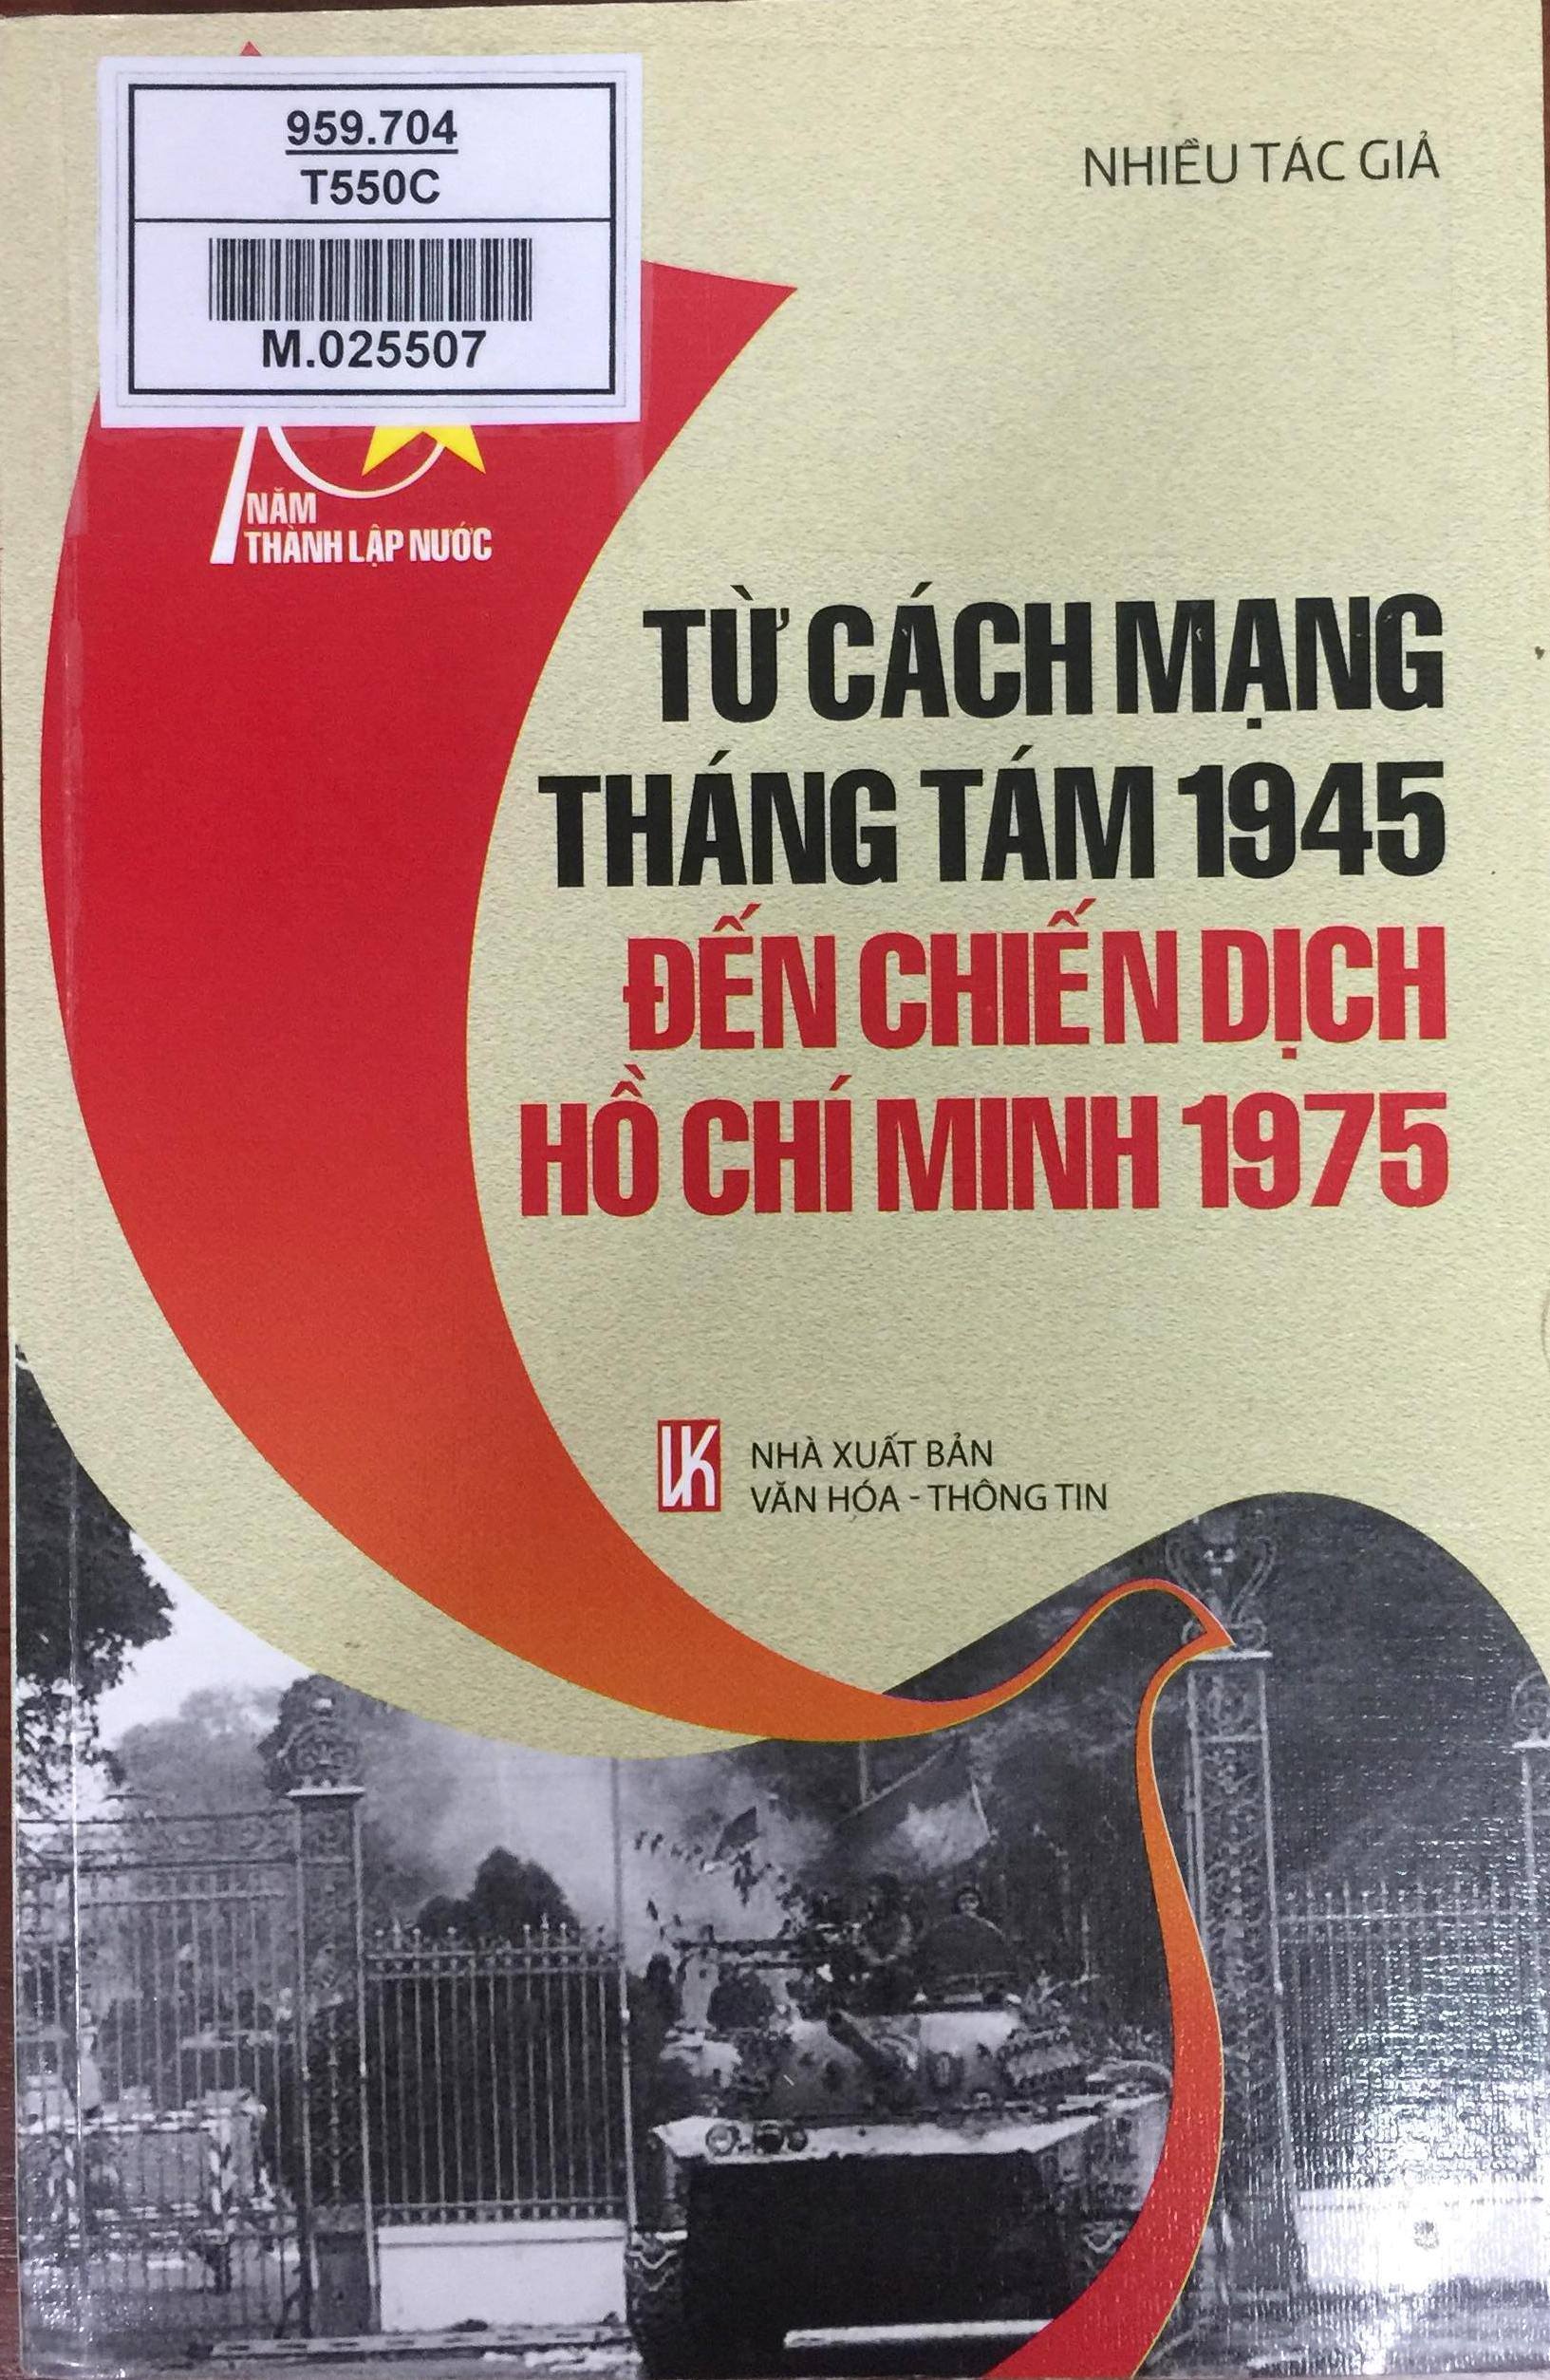 959.704
T550C
M.025507
NHIỀU TÁC GIẢ
NĂM
THÀNH LẬP NƯỚC
TỪ CÁCH MẠNG
THÁNG TÁM 1945
ĐẾN CHIẾN DỊCH
HỒ CHÍ MINH 1975
NHÀ XUẤT BẢN
VĂN HÓA - THÔNG TIN